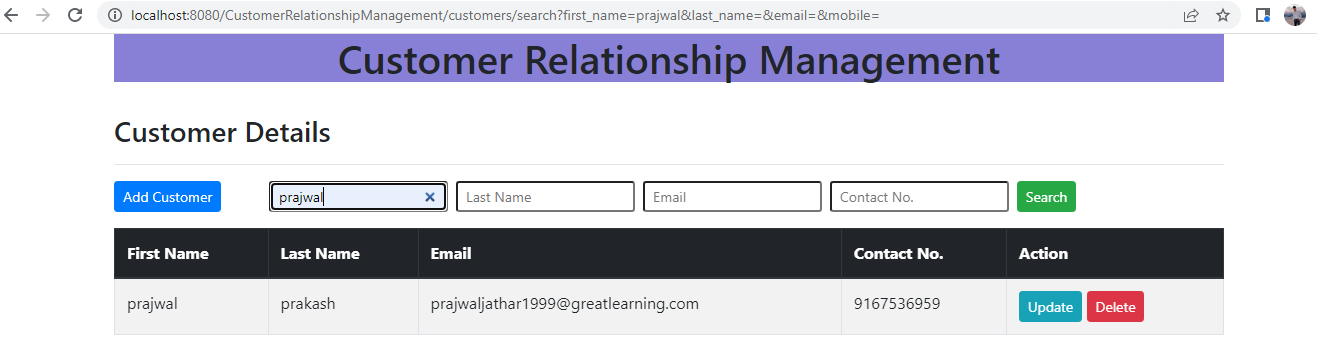 localhost:8080/CustomerRelationshipManagement/customers/search?first_name=prajwal&last_name=&email=&mobile=
Customer Relationship Management
Customer Details
Add Customer prajwal Last Name Email Contact No. Search
First Name Last Name Email Contact No. Action
prajwal prakash prajwaljathar1999@greatlearning.com 9167536959 Update Delete